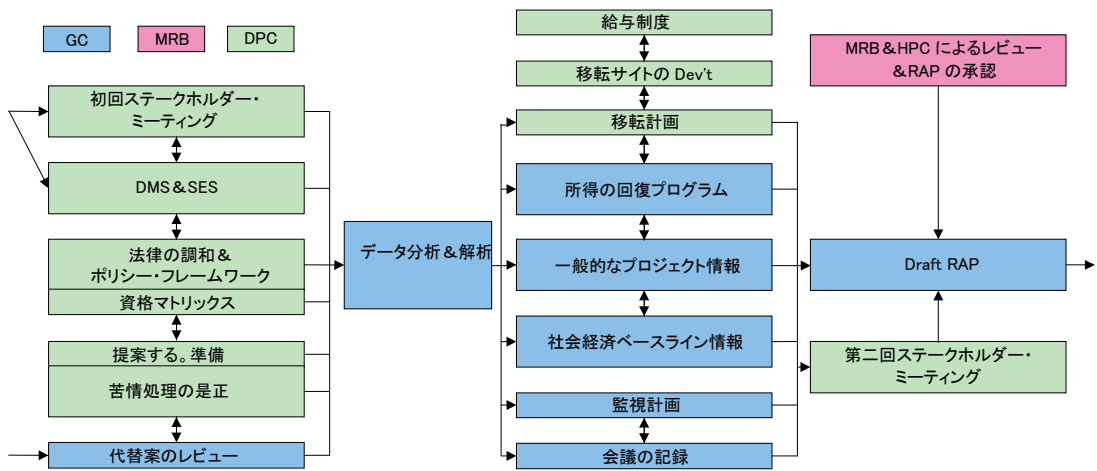 GC
MRB
DPC
初回ステークホルダー・
ミーティング
DMS&SES
法律の調和&
ポリシー・フレームワーク
資格マトリックス
提案する。準備
苦情処理の是正
代替案のレビュー
データ分析&解析
給与制度
移転サイトの Dev't
移転計画
所得の回復プログラム
一般的なプロジェクト情報
社会経済ベースライン情報
監視計画
会議の記録
MRB&HPC によるレビュー
&RAP の承認
Draft RAP
第二回ステークホルダー・
ミーティング